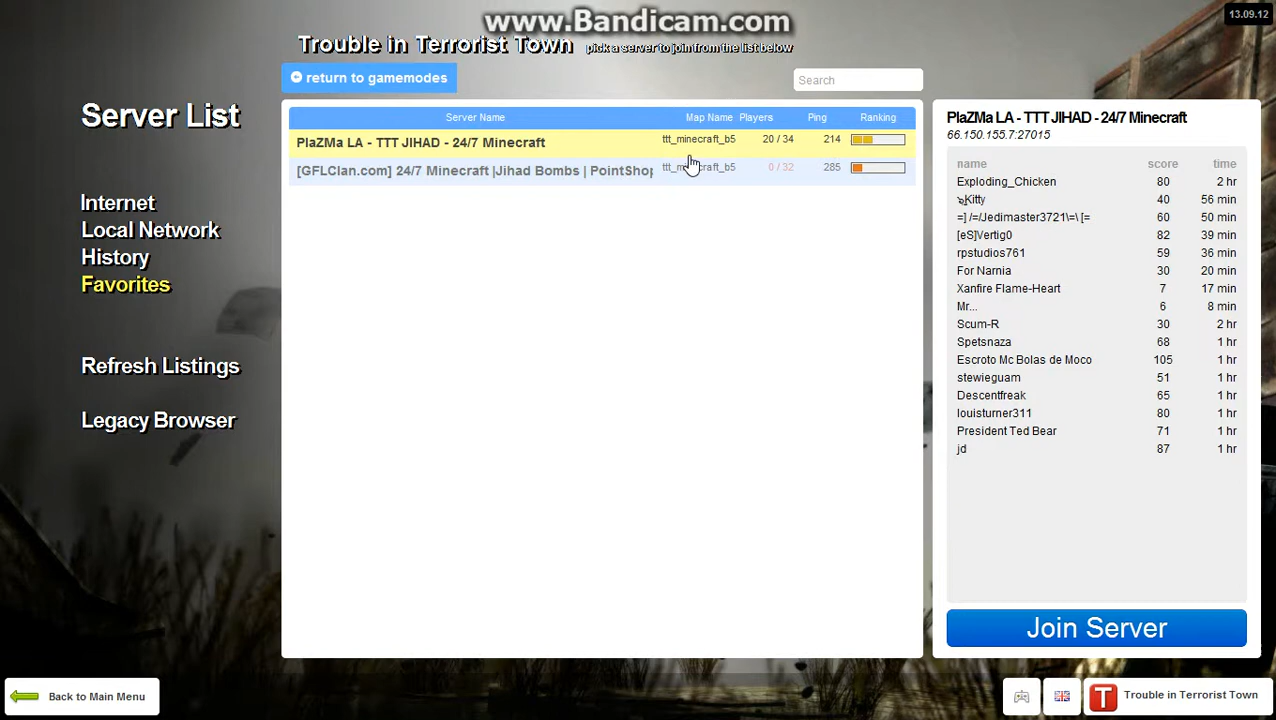 www.Bandicam.com
13.09.12
Trouble in Terrorist Town pick a server to join from the list below
return to gamemodes
Search
Server List
Internet
Local Network
History
Favorites
Refresh Listings
Legacy Browser
Server Name Map Name Players Ping Ranking
PlaZMa LA - TTT JIHAD - 24/7 Minecraft ttt_minecraft_b5 20 / 34 214
[GFLClan.com] 24/7 Minecraft |Jihad Bombs | PointShop 0 / 32 285
PlaZMa LA - TTT JIHAD - 24/7 Minecraft
66.150.155.7:27015
name score time
Exploding_Chicken 80 2 hr
Kitty 40 56 min
=] /=/Jedimaster3721\=\ [= 60 50 min
[eS]Vertig0 82 39 min
rpstudios761 59 36 min
For Narnia 30 20 min
Xanfire Flame-Heart 7 17 min
Mr... 6 8 min
Scum-R 30 2 hr
Spetsnaza 68 1 hr
Escroto Mc Bolas de Moco 105 1 hr
stewieguam 51 1 hr
Descentfreak 65 1 hr
louisturner311 80 1 hr
President Ted Bear 71 1 hr
jd 87 1 hr
Join Server
Back to Main Menu
T Trouble in Terrorist Town